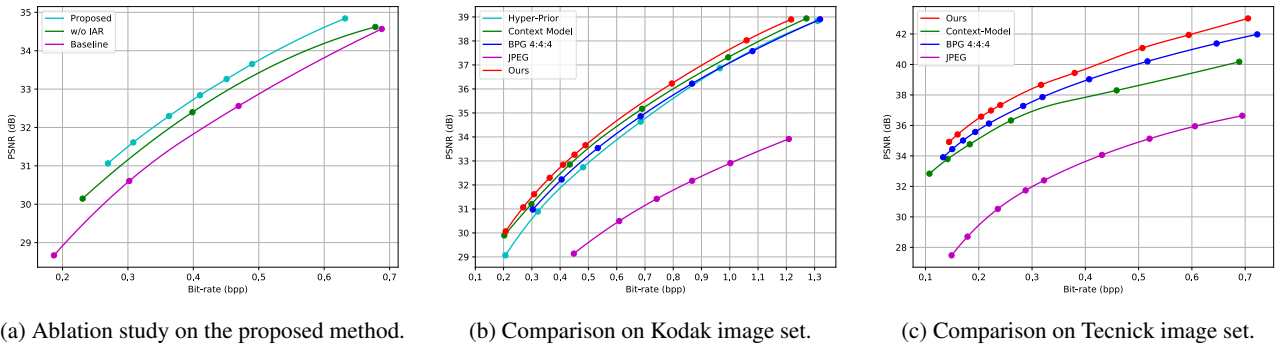 35
34
33
32
31
30
29
PSNR (dB)
0,2 0,3 0,4 0,5 0,6 0,7
Bit-rate (bpp)
Proposed
w/o IAR
Baseline
39
38
37
36
35
34
33
32
31
30
29
PSNR (dB)
0,1 0,2 0,3 0,4 0,5 0,6 0,7 0,8 0,9 1,0 1,1 1,2 1,3
Bit-rate (bpp)
Hyper-Prior
Context Model
BPG 4:4:4
JPEG
Ours
42
40
38
36
34
32
30
28
PSNR (dB)
0,1 0,2 0,3 0,4 0,5 0,6 0,7
Bit-rate (bpp)
Ours
Context-Model
BPG 4:4:4
JPEG
(a) Ablation study on the proposed method.
(b) Comparison on Kodak image set.
(c) Comparison on Tecnick image set.